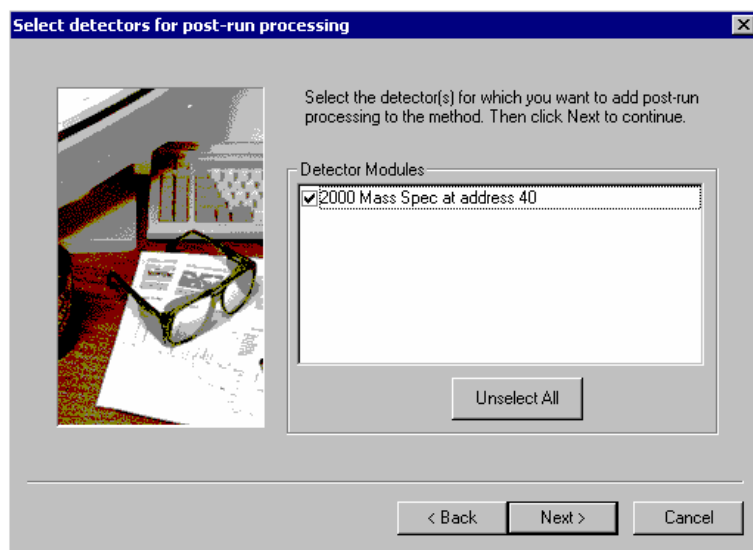 Select detectors for post-run processing
Select the detector(s) for which you want to add post-run
processing to the method. Then click Next to continue.
Detector Modules
2000 Mass Spec at address 40
Unselect All
< Back
Next >
Cancel